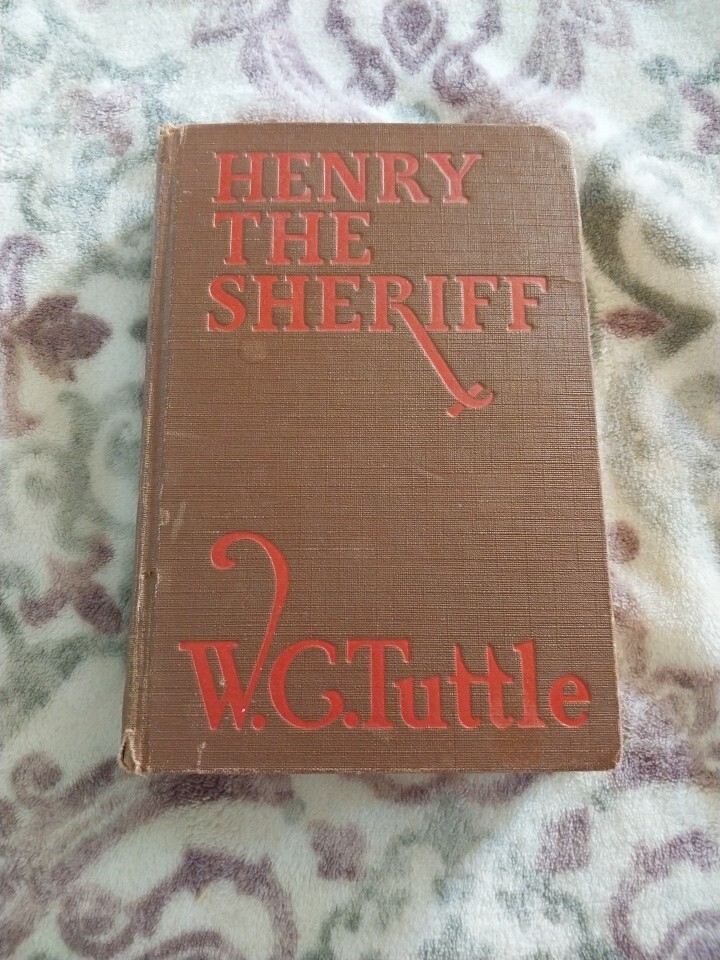 HENRY
THE
SHERIFF
W.C.Tuttle